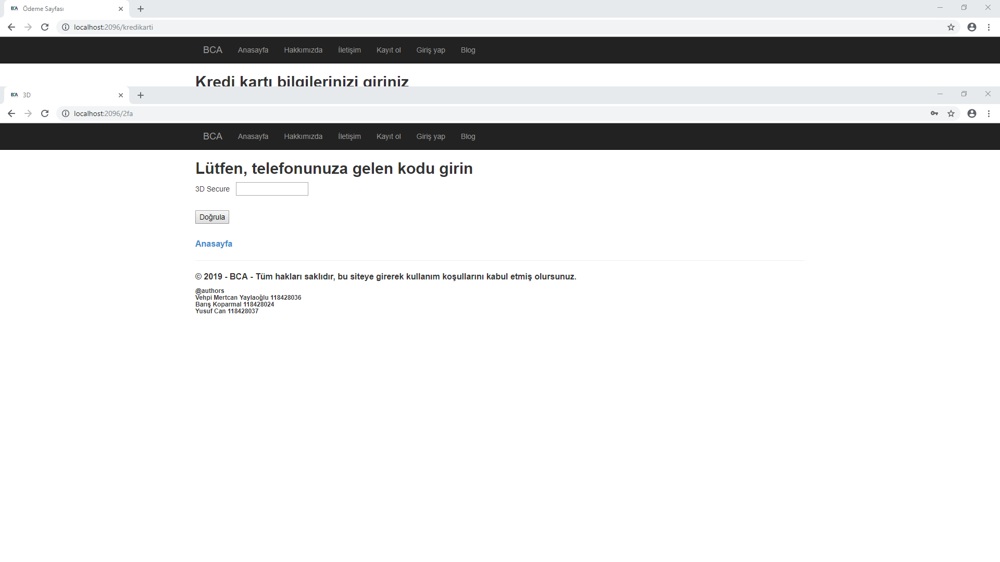 BCA Ödeme Sayfası
localhost:2096/kredikarti
BCA Anasayfa Hakkımızda İletişim Kayıt ol Giriş yap Blog
Kredi kartı bilgilerinizi giriniz
BCA 3D
localhost:2096/2fa
BCA Anasayfa Hakkımızda İletişim Kayıt ol Giriş yap Blog
Lütfen, telefonunuza gelen kodu girin
3D Secure
Doğrula
Anasayfa
© 2019 - BCA - Tüm hakları saklıdır, bu siteye girerek kullanım koşullarını kabul etmiş olursunuz.
@authors
Vehpi Mertcan Yaylaoğlu 118428036
Barış Koparmal 118428024
Yusuf Can 118428037